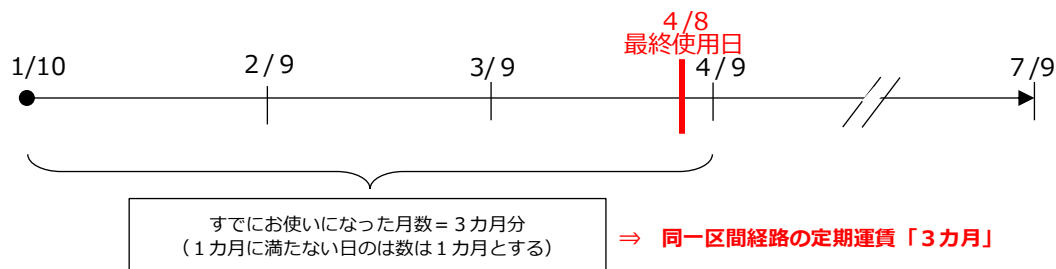 4/8
最終使用日
1/10
2/9
3/9
4/9
7/9
すでにお使いになった月数=3カ月分
(1カ月に満たない日のは数は1カ月とする)
⇒ 同一区間経路の定期運賃「3カ月」